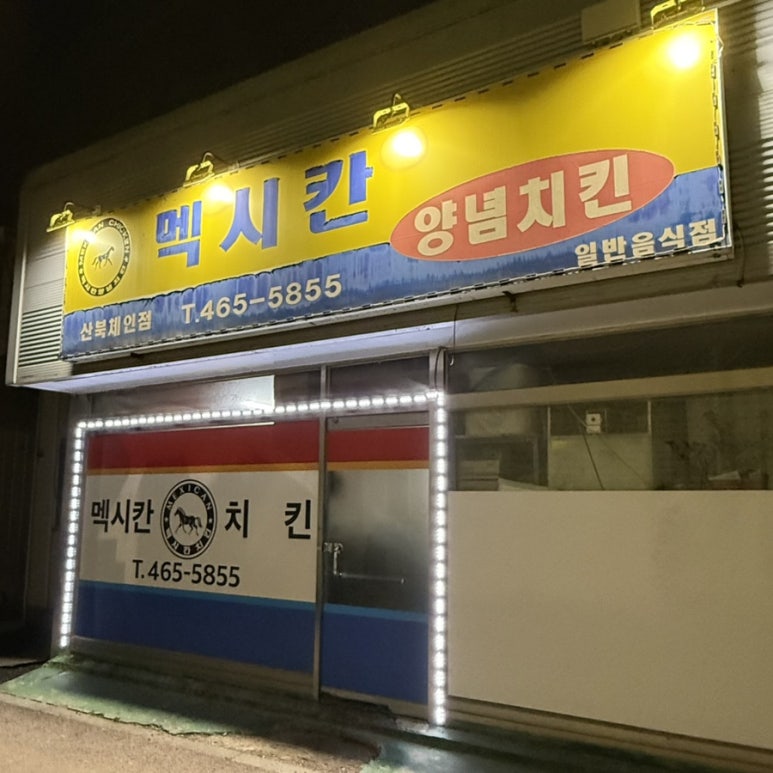 멕시칸 양념치킨
산북체인점 T.465-5855 일반음식점
멕시칸 MEXICAN 치 킨
T.465-5855